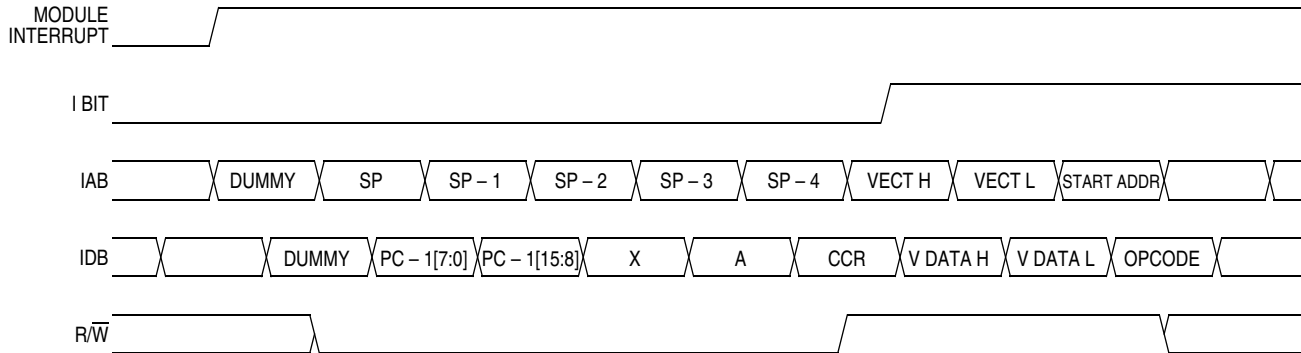 MODULE
INTERRUPT
I BIT
IAB DUMMY SP SP – 1 SP – 2 SP – 3 SP – 4 VECT H VECT L START ADDR
IDB DUMMY PC – 1[7:0] PC – 1[15:8] X A CCR V DATA H V DATA L OPCODE
R/W̅